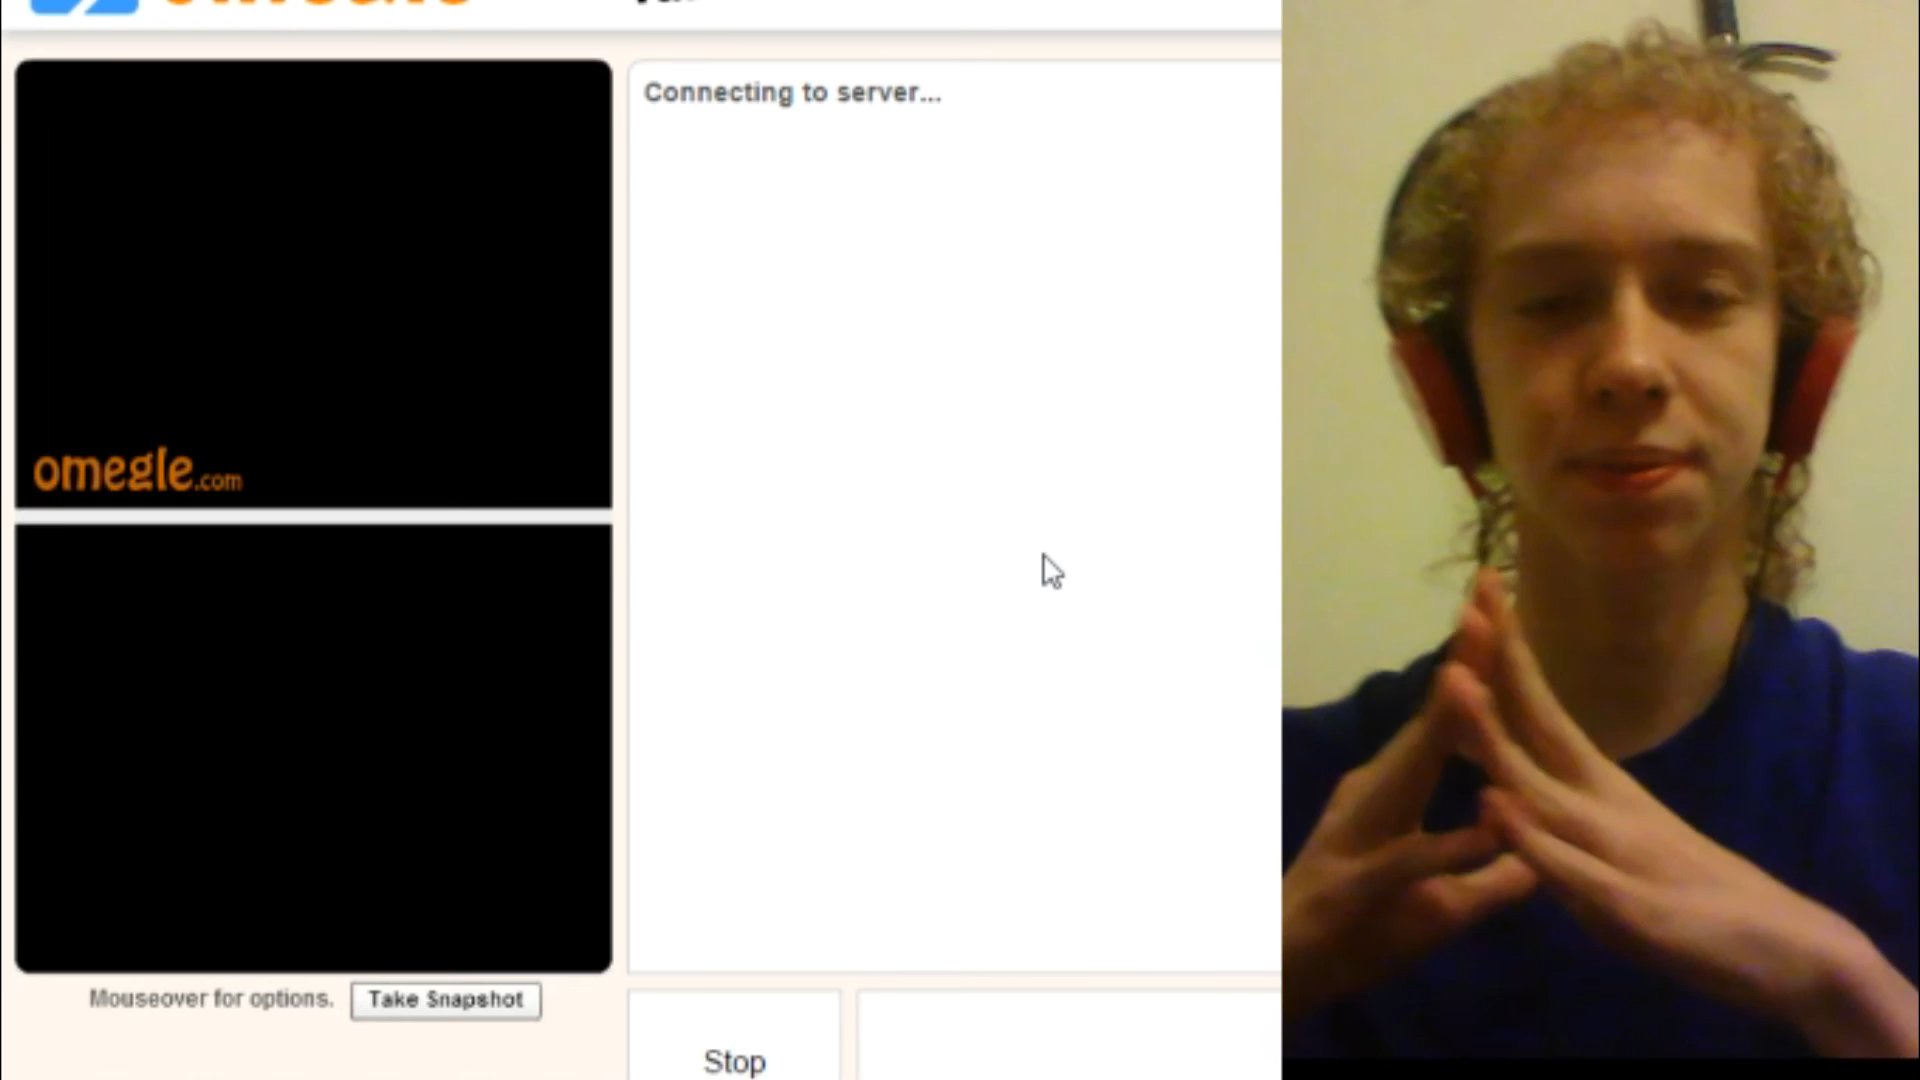 Connecting to server...
omegle.com
Mouseover for options.
Take Snapshot
Stop